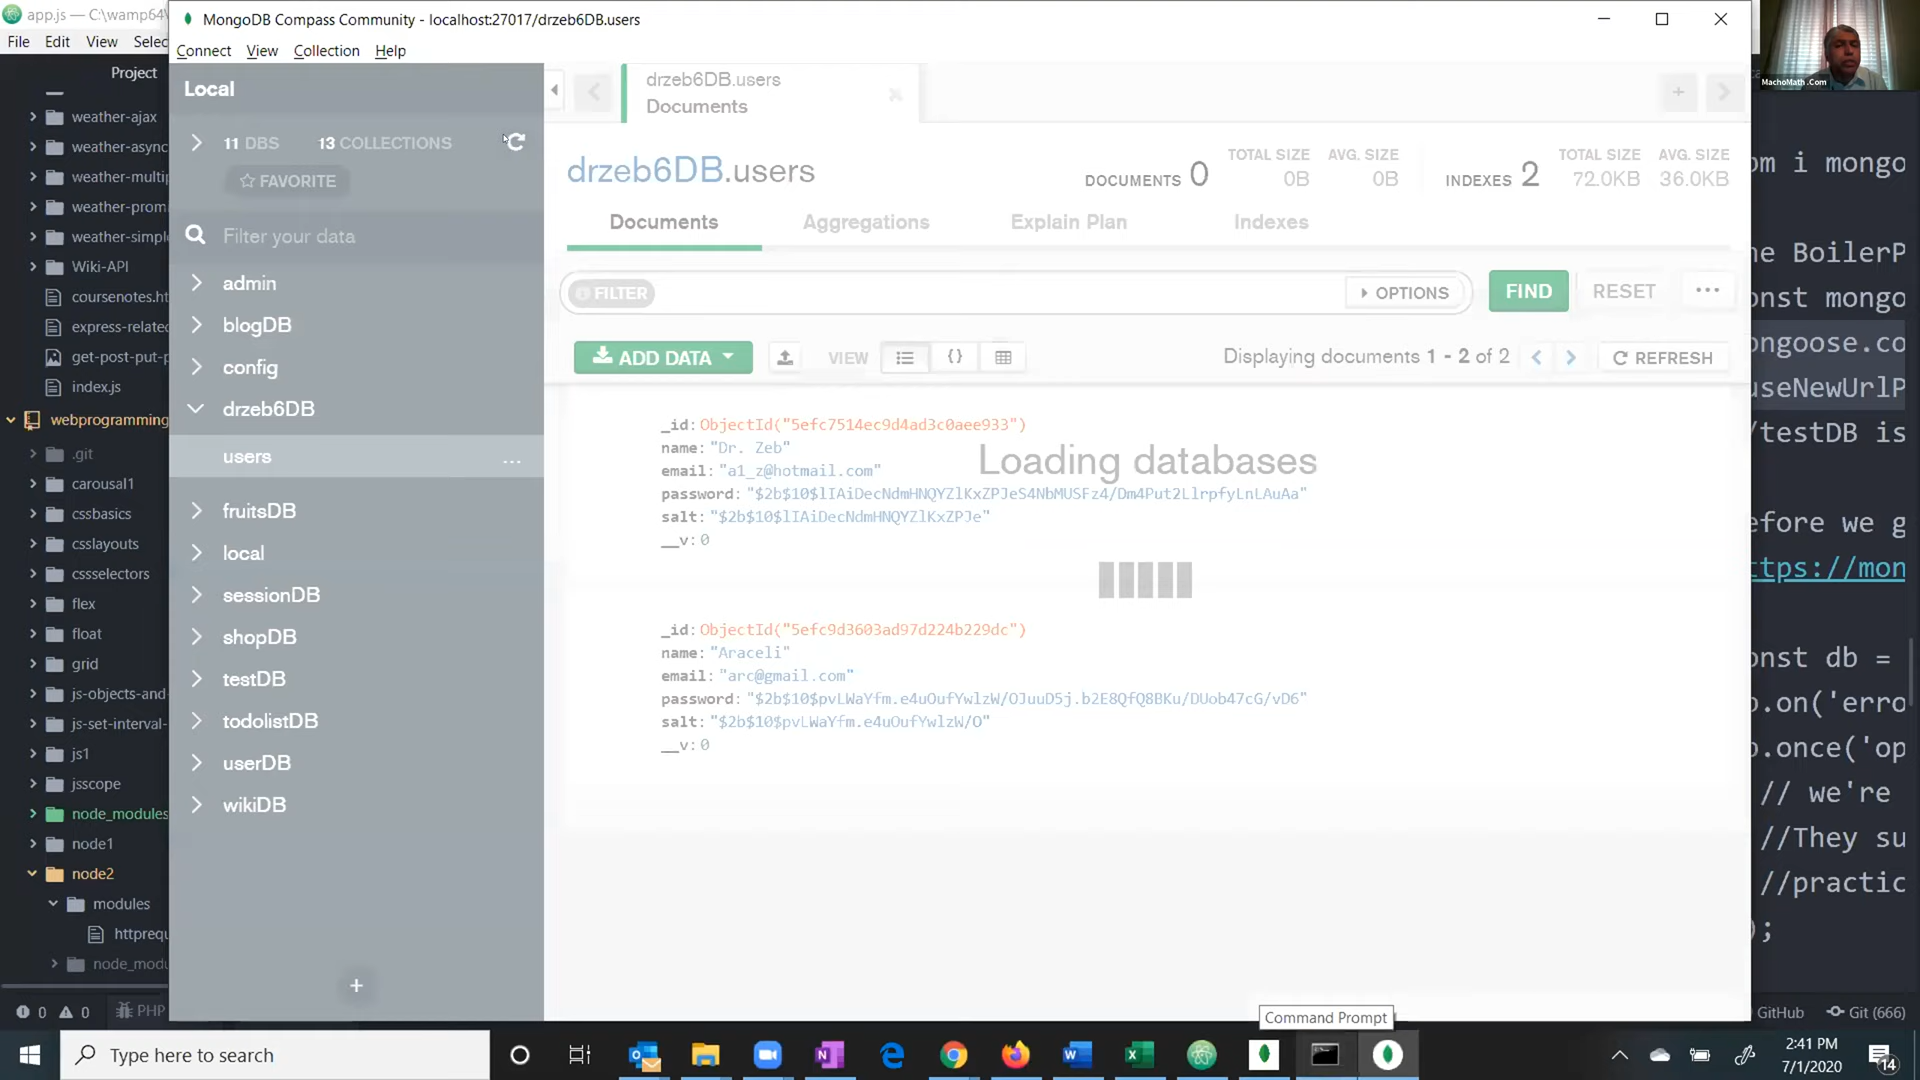 app.js — C:\wamp64\
File Edit View Selec
Project
weather-ajax
weather-async
weather-multip
weather-prom
weather-simple
Wiki-API
coursenotes.ht
express-related
get-post-put-p
index.js
webprogramming
.git
carousal1
cssbasics
csslayouts
cssselectors
flex
float
grid
js-objects-and-
js-set-interval-
js1
jsscope
node_modules
node1
node2
modules
httprequ
node_modu
0 0 PHP
MongoDB Compass Community - localhost:27017/drzeb6DB.users
Connect View Collection Help
Local
11 DBS 13 COLLECTIONS
FAVORITE
Filter your data
admin
blogDB
config
drzeb6DB
users ...
fruitsDB
local
sessionDB
shopDB
testDB
todolistDB
userDB
wikiDB
+
drzeb6DB.users
Documents
drzeb6DB.users
DOCUMENTS 0 TOTAL SIZE 0B AVG. SIZE 0B INDEXES 2 TOTAL SIZE 72.0KB AVG. SIZE 36.0KB
Documents Aggregations Explain Plan Indexes
FILTER OPTIONS FIND RESET ...
ADD DATA VIEW {} Displaying documents 1 - 2 of 2 REFRESH
_id: ObjectId("5efc7514ec9d4ad3c0aee933")
name: "Dr. Zeb"
email: "a1_z@hotmail.com"
password: "$2b$10$lIAiDecNdmHNQYZlKxZPJeS4NbMUSFz4/Dm4Put2LlrpfyLnLAuAa"
salt: "$2b$10$lIAiDecNdmHNQYZlKxZPJe"
__v: 0
Loading databases
_id: ObjectId("5efc9d3603ad97d224b229dc")
name: "Araceli"
email: "arc@gmail.com"
password: "$2b$10$pvLWaYfm.e4uOufYwlzW/OJuuD5j.b2E8QfQ8BKu/DUob47cG/vD6"
salt: "$2b$10$pvLWaYfm.e4uOufYwlzW/O"
__v: 0
MachoMath .Com
om i mongo
he BoilerP
onst mongo
ongoose.co
useNewUrlP
/testDB is
efore we g
ttps://mon
onst db =
b.on('erro
b.once('op
// we're
//They su
//practic
);
GitHub Git (666)
Command Prompt
Type here to search
2:41 PM
7/1/2020
14